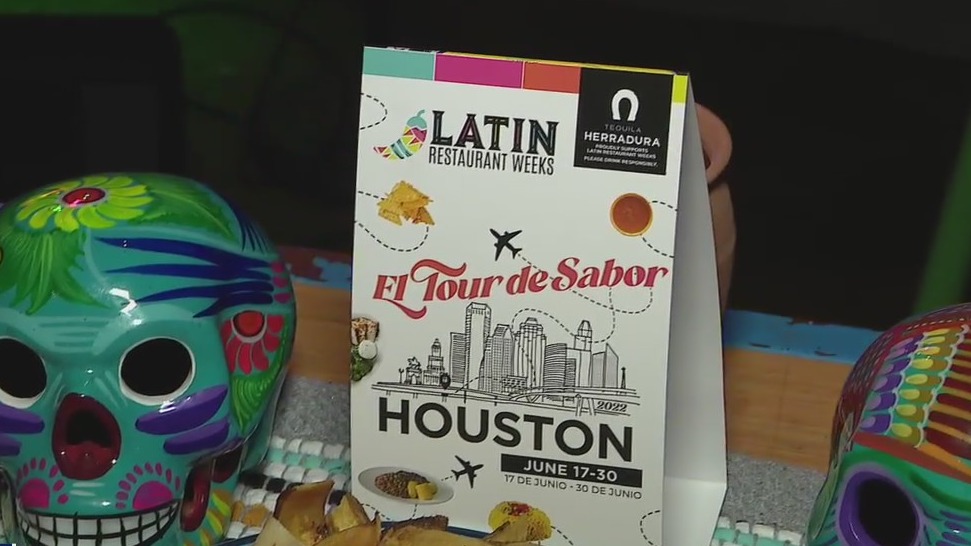 LATIN
RESTAURANT WEEKS
TEQUILA
HERRADURA
PROUDLY SUPPORTS
LATIN RESTAURANT WEEKS
PLEASE DRINK RESPONSIBLY.
El Tour de Sabor
2022
HOUSTON
JUNE 17-30
17 DE JUNIO - 30 DE JUNIO